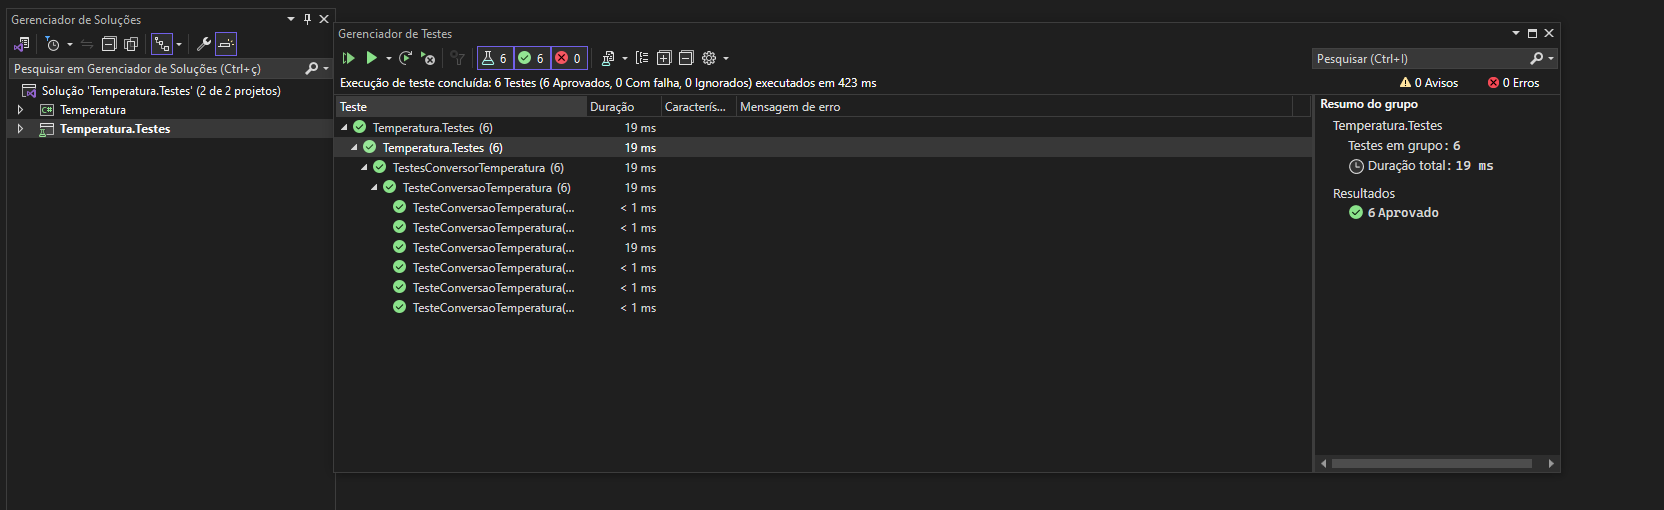 Gerenciador de Soluções
Pesquisar em Gerenciador de Soluções (Ctrl+ç)
Solução 'Temperatura.Testes' (2 de 2 projetos)
C# Temperatura
Temperatura.Testes
Gerenciador de Testes
6 6 0
Pesquisar (Ctrl+I)
Execução de teste concluída: 6 Testes (6 Aprovados, 0 Com falha, 0 Ignorados) executados em 423 ms
0 Avisos 0 Erros
Teste Duração Caracterís... Mensagem de erro
Temperatura.Testes (6) 19 ms
Temperatura.Testes (6) 19 ms
TestesConversorTemperatura (6) 19 ms
TesteConversaoTemperatura (6) 19 ms
TesteConversaoTemperatura(... < 1 ms
TesteConversaoTemperatura(... < 1 ms
TesteConversaoTemperatura(... 19 ms
TesteConversaoTemperatura(... < 1 ms
TesteConversaoTemperatura(... < 1 ms
TesteConversaoTemperatura(... < 1 ms
Resumo do grupo
Temperatura.Testes
Testes em grupo: 6
Duração total: 19 ms
Resultados
6 Aprovado